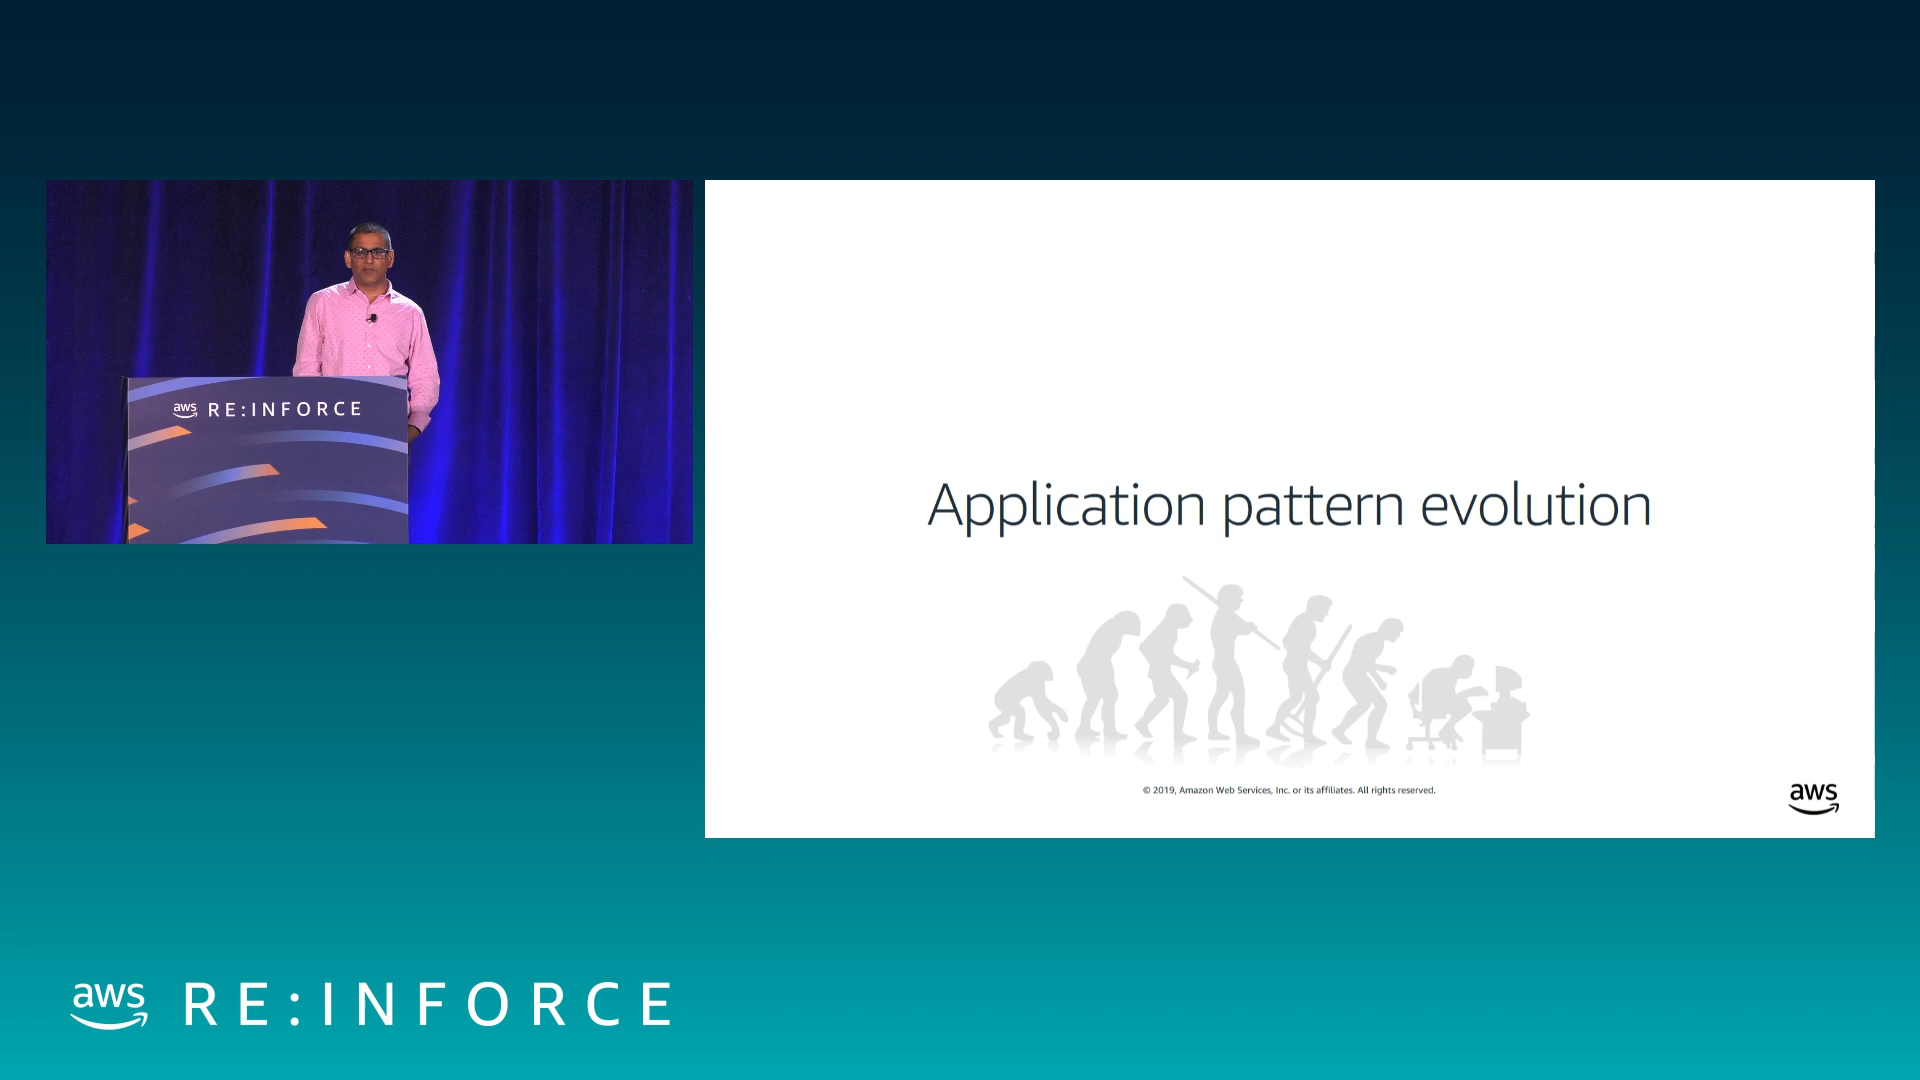 aws RE:INFORCE
Application pattern evolution
© 2019, Amazon Web Services, Inc. or its affiliates. All rights reserved.
aws
aws RE:INFORCE